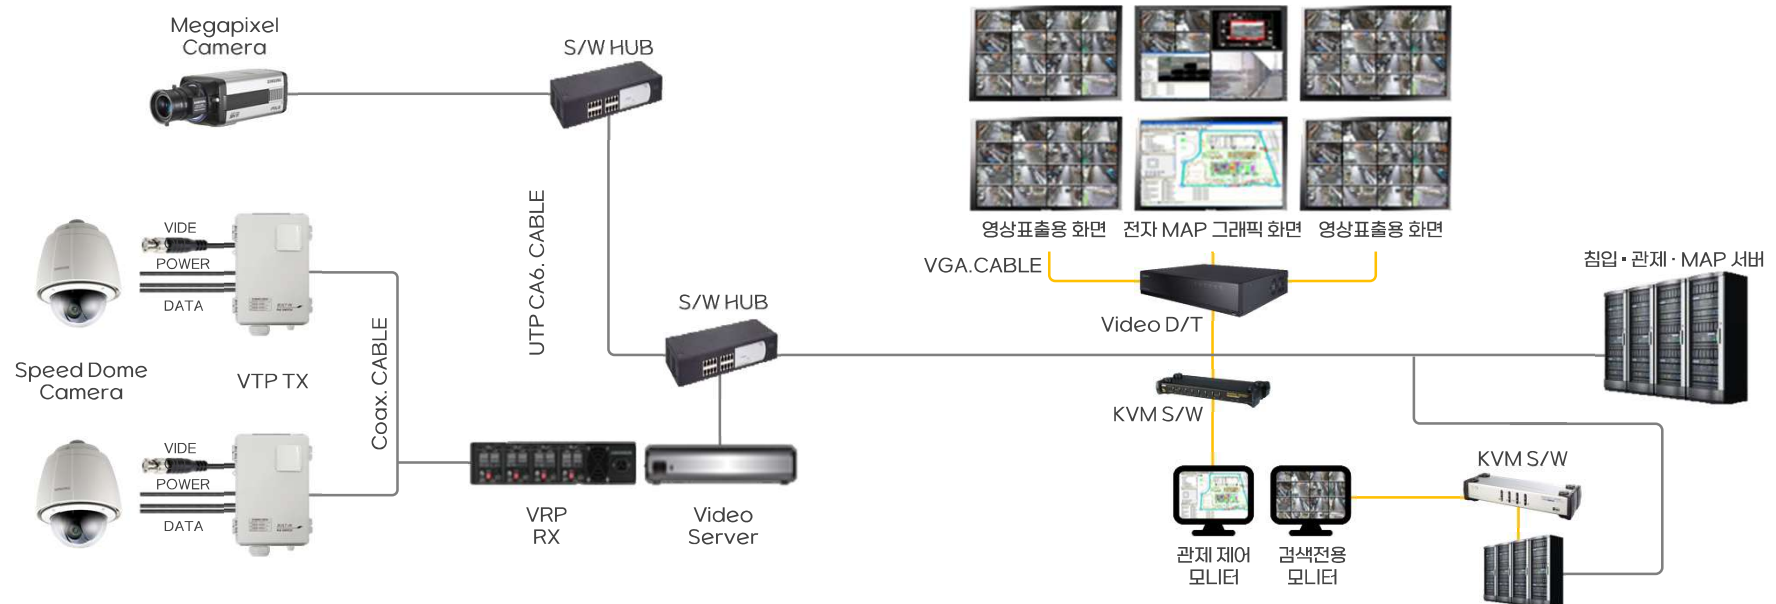 Megapixel
Camera
S/W HUB
VIDE
POWER
DATA
Speed Dome
Camera
VTP TX
VIDE
POWER
DATA
Coax. CABLE
UTP CA6. CABLE
S/W HUB
VRP
RX
Video
Server
영상표출용 화면
전자 MAP 그래픽 화면
영상표출용 화면
VGA.CABLE
Video D/T
침입·관제·MAP 서버
KVM S/W
KVM S/W
관제 제어
모니터
검색전용
모니터